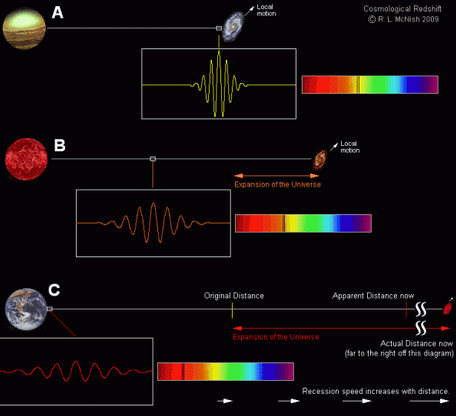 Cosmological Redshift
© R. L. McNish 2009
A
Local
motion
B
Local
motion
Expansion of the Universe
C
Original Distance
Apparent Distance now
Expansion of the Universe
Actual Distance now
(far to the right off this diagram)
Recession speed increases with distance.